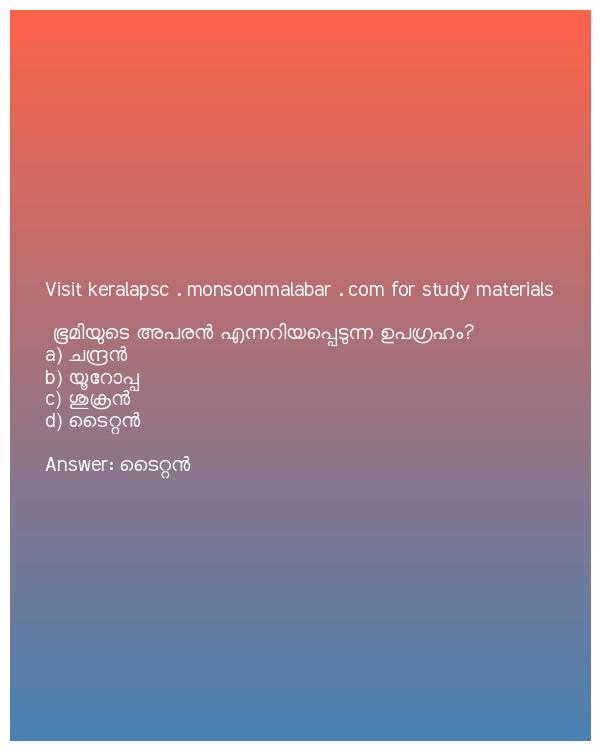 Visit keralapsc . monsoonmalabar . com for study materials
ഭൂമിയുടെ അപരൻ എന്നറിയപ്പെടുന്ന ഉപഗ്രഹം?
a) ചന്ദ്രൻ
b) യൂറോപ്പ
c) ശുക്രൻ
d) ടൈറ്റൻ
Answer: ടൈറ്റൻ